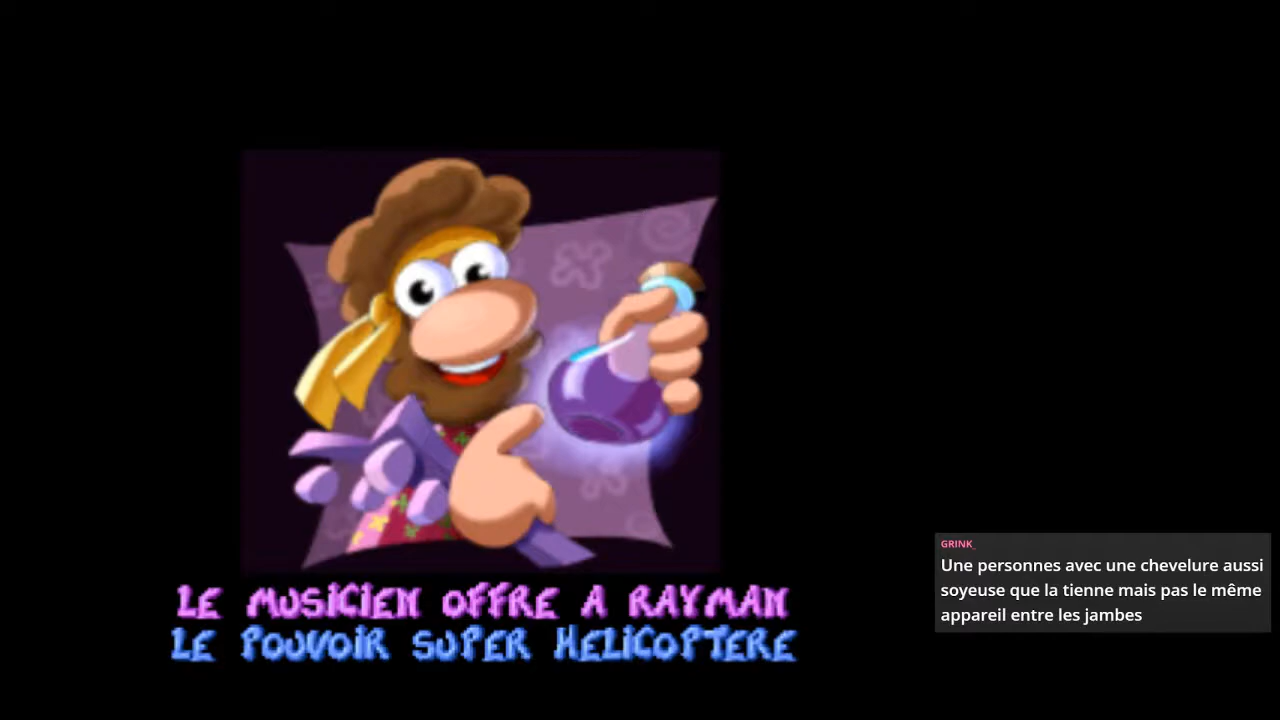 LE MUSICIEN OFFRE A RAYMAN
LE POUVOIR SUPER HELICOPTERE
GRINK_
Une personnes avec une chevelure aussi
soyeuse que la tienne mais pas le même
appareil entre les jambes